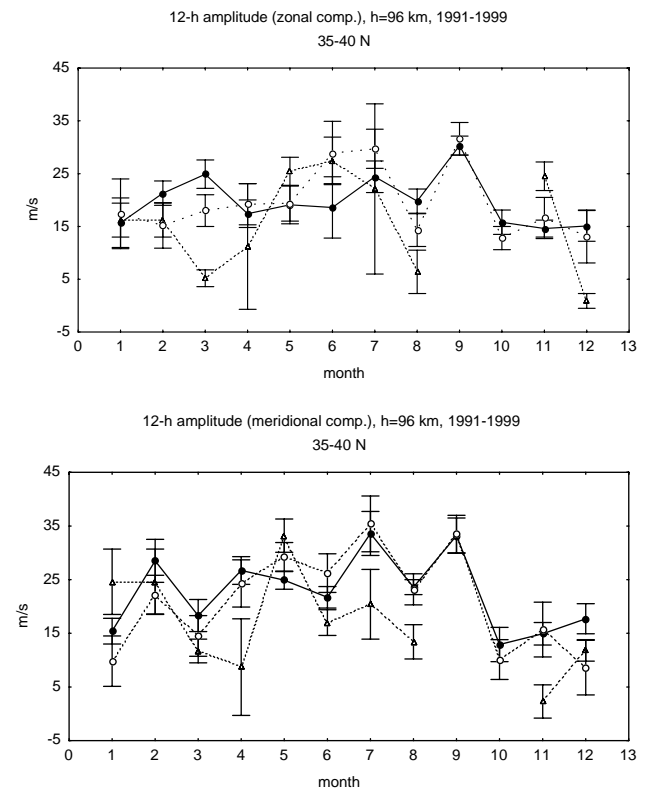 12-h amplitude (zonal comp.), h=96 km, 1991-1999
35-40 N
45
35
25
15
5
-5
m/s
0 1 2 3 4 5 6 7 8 9 10 11 12 13
month
12-h amplitude (meridional comp.), h=96 km, 1991-1999
35-40 N
45
35
25
15
5
-5
m/s
0 1 2 3 4 5 6 7 8 9 10 11 12 13
month